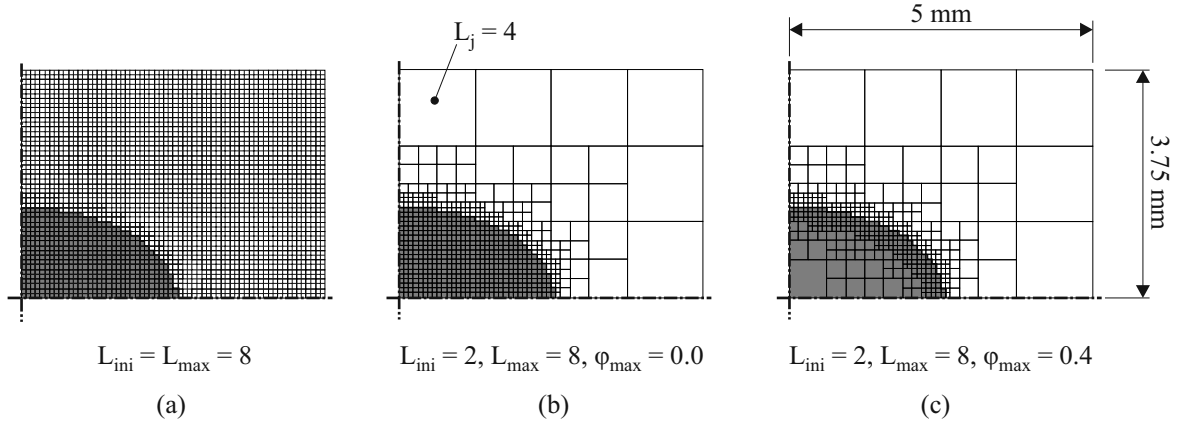 5 mm
L_j = 4
3.75 mm
L_ini = L_max = 8
L_ini = 2, L_max = 8, φ_max = 0.0
L_ini = 2, L_max = 8, φ_max = 0.4
(a)
(b)
(c)